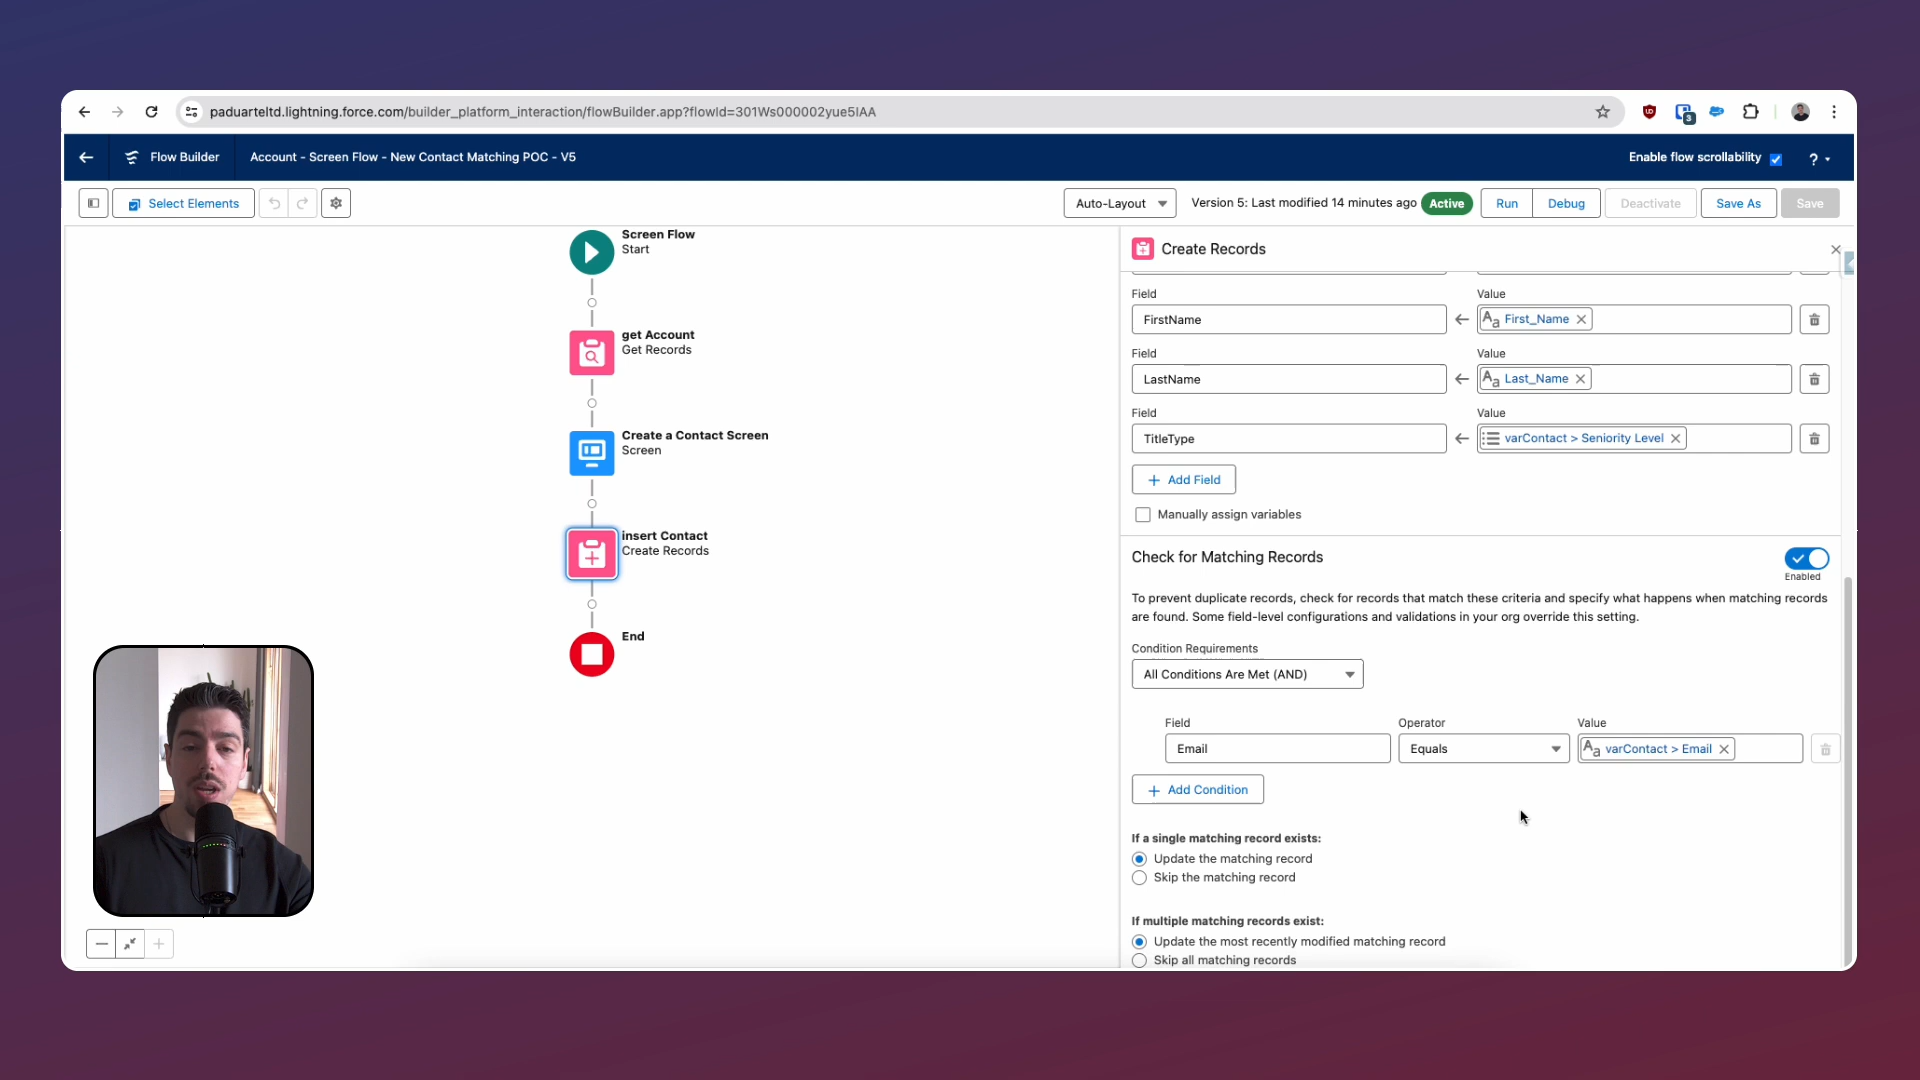 paduarteltd.lightning.force.com/builder_platform_interaction/flowBuilder.app?flowId=301Ws000002yue5IAA
3
Flow Builder
Account - Screen Flow - New Contact Matching POC - V5
Enable flow scrollability
?
Select Elements
Auto-Layout
Version 5: Last modified 14 minutes ago
Active
Run
Debug
Deactivate
Save As
Save
Screen Flow
Start
get Account
Get Records
Create a Contact Screen
Screen
insert Contact
Create Records
End
Create Records
Field
Value
FirstName
Aa First_Name
Field
Value
LastName
Aa Last_Name
Field
Value
TitleType
varContact > Seniority Level
+ Add Field
Manually assign variables
Check for Matching Records
Enabled
To prevent duplicate records, check for records that match these criteria and specify what happens when matching records
are found. Some field-level configurations and validations in your org override this setting.
Condition Requirements
All Conditions Are Met (AND)
Field
Operator
Value
Email
Equals
Aa varContact > Email
+ Add Condition
If a single matching record exists:
Update the matching record
Skip the matching record
If multiple matching records exist:
Update the most recently modified matching record
Skip all matching records